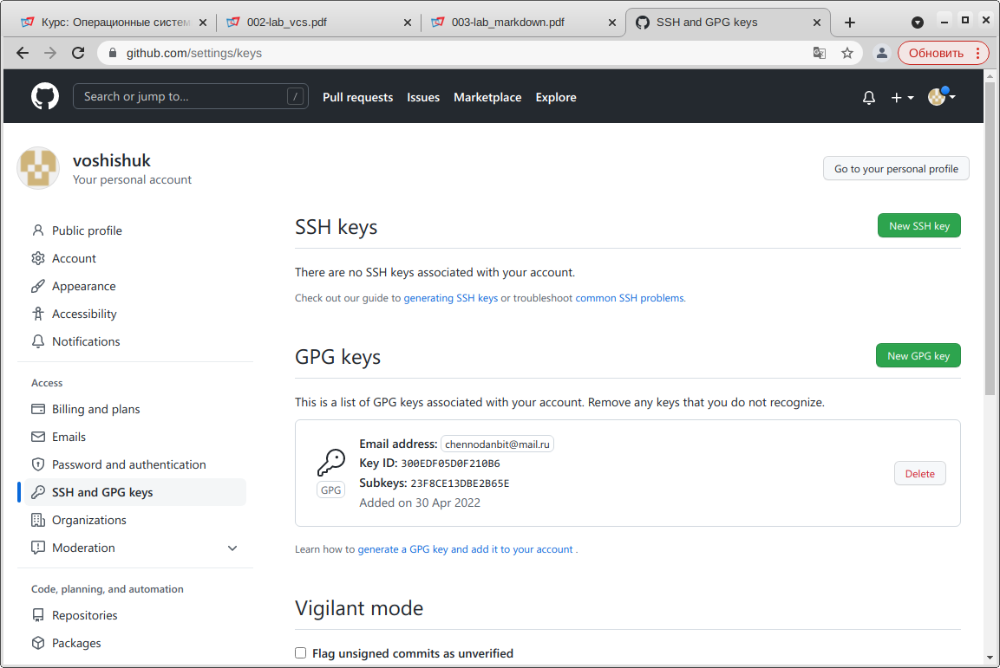 Курс: Операционные систем
002-lab_vcs.pdf
003-lab_markdown.pdf
SSH and GPG keys
github.com/settings/keys
Обновить
Search or jump to...
/
Pull requests
Issues
Marketplace
Explore
voshishuk
Your personal account
Go to your personal profile
Public profile
Account
Appearance
Accessibility
Notifications
Access
Billing and plans
Emails
Password and authentication
SSH and GPG keys
Organizations
Moderation
Code, planning, and automation
Repositories
Packages
SSH keys
New SSH key
There are no SSH keys associated with your account.
Check out our guide to generating SSH keys or troubleshoot common SSH problems.
GPG keys
New GPG key
This is a list of GPG keys associated with your account. Remove any keys that you do not recognize.
GPG
Email address: chennodanbit@mail.ru
Key ID: 300EDF05D0F210B6
Subkeys: 23F8CE13DBE2B65E
Added on 30 Apr 2022
Delete
Learn how to generate a GPG key and add it to your account .
Vigilant mode
Flag unsigned commits as unverified